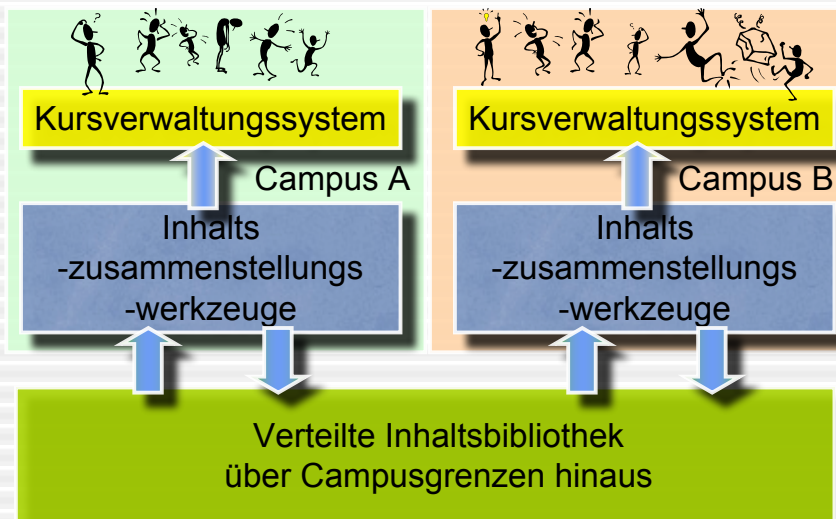 Kursverwaltungssystem
Campus A
Inhalts
-zusammenstellungs
-werkzeuge
Kursverwaltungssystem
Campus B
Inhalts
-zusammenstellungs
-werkzeuge
Verteilte Inhaltsbibliothek
über Campusgrenzen hinaus